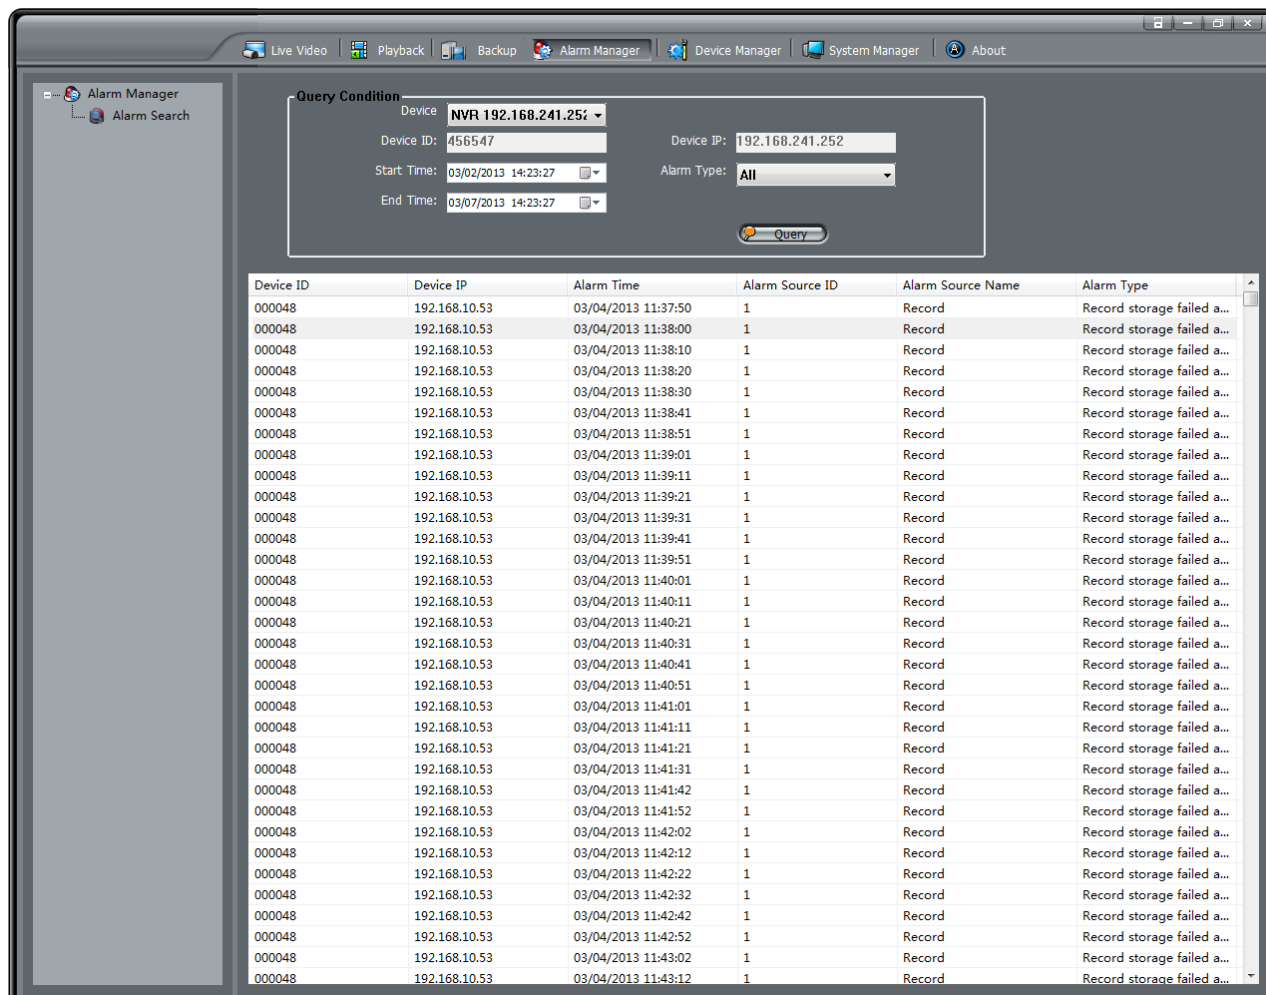 Live Video Playback Backup Alarm Manager Device Manager System Manager About
Alarm Manager
Alarm Search
Query Condition
Device NVR 192.168.241.252
Device ID: 456547 Device IP: 192.168.241.252
Start Time: 03/02/2013 14:23:27 Alarm Type: All
End Time: 03/07/2013 14:23:27
Query
Device ID Device IP Alarm Time Alarm Source ID Alarm Source Name Alarm Type
000048 192.168.10.53 03/04/2013 11:37:50 1 Record Record storage failed a...
000048 192.168.10.53 03/04/2013 11:38:00 1 Record Record storage failed a...
000048 192.168.10.53 03/04/2013 11:38:10 1 Record Record storage failed a...
000048 192.168.10.53 03/04/2013 11:38:20 1 Record Record storage failed a...
000048 192.168.10.53 03/04/2013 11:38:30 1 Record Record storage failed a...
000048 192.168.10.53 03/04/2013 11:38:41 1 Record Record storage failed a...
000048 192.168.10.53 03/04/2013 11:38:51 1 Record Record storage failed a...
000048 192.168.10.53 03/04/2013 11:39:01 1 Record Record storage failed a...
000048 192.168.10.53 03/04/2013 11:39:11 1 Record Record storage failed a...
000048 192.168.10.53 03/04/2013 11:39:21 1 Record Record storage failed a...
000048 192.168.10.53 03/04/2013 11:39:31 1 Record Record storage failed a...
000048 192.168.10.53 03/04/2013 11:39:41 1 Record Record storage failed a...
000048 192.168.10.53 03/04/2013 11:39:51 1 Record Record storage failed a...
000048 192.168.10.53 03/04/2013 11:40:01 1 Record Record storage failed a...
000048 192.168.10.53 03/04/2013 11:40:11 1 Record Record storage failed a...
000048 192.168.10.53 03/04/2013 11:40:21 1 Record Record storage failed a...
000048 192.168.10.53 03/04/2013 11:40:31 1 Record Record storage failed a...
000048 192.168.10.53 03/04/2013 11:40:41 1 Record Record storage failed a...
000048 192.168.10.53 03/04/2013 11:40:51 1 Record Record storage failed a...
000048 192.168.10.53 03/04/2013 11:41:01 1 Record Record storage failed a...
000048 192.168.10.53 03/04/2013 11:41:11 1 Record Record storage failed a...
000048 192.168.10.53 03/04/2013 11:41:21 1 Record Record storage failed a...
000048 192.168.10.53 03/04/2013 11:41:31 1 Record Record storage failed a...
000048 192.168.10.53 03/04/2013 11:41:42 1 Record Record storage failed a...
000048 192.168.10.53 03/04/2013 11:41:52 1 Record Record storage failed a...
000048 192.168.10.53 03/04/2013 11:42:02 1 Record Record storage failed a...
000048 192.168.10.53 03/04/2013 11:42:12 1 Record Record storage failed a...
000048 192.168.10.53 03/04/2013 11:42:22 1 Record Record storage failed a...
000048 192.168.10.53 03/04/2013 11:42:32 1 Record Record storage failed a...
000048 192.168.10.53 03/04/2013 11:42:42 1 Record Record storage failed a...
000048 192.168.10.53 03/04/2013 11:42:52 1 Record Record storage failed a...
000048 192.168.10.53 03/04/2013 11:43:02 1 Record Record storage failed a...
000048 192.168.10.53 03/04/2013 11:43:12 1 Record Record storage failed a...